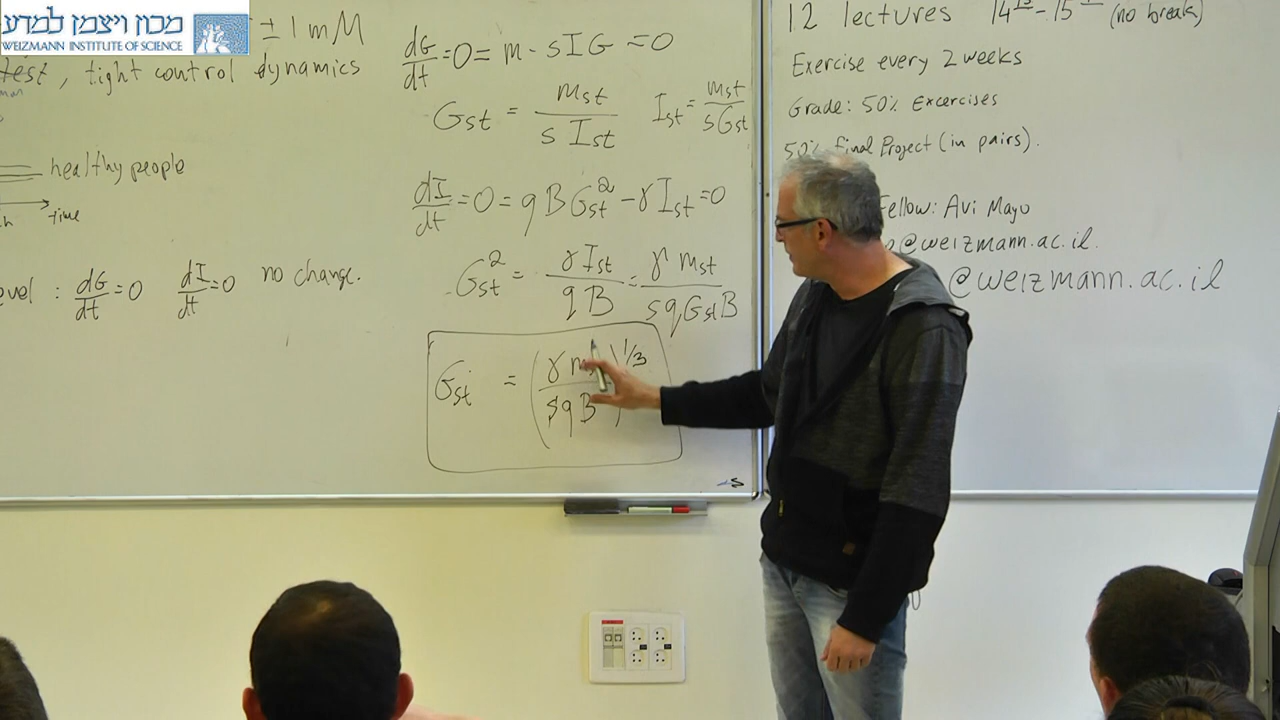 מכון ויצמן למדע
WEIZMANN INSTITUTE OF SCIENCE
± 1 mM
test, tight control dynamics
healthy people
time
level : dG/dt = 0 dI/dt = 0 no change.
dG/dt = 0 = m - sIG = 0
Gst = mst / s Ist Ist = mst / sGst
dI/dt = 0 = qBGst² - γIst = 0
Gst² = γIst / qB = γ mst / sqGstB
Gst = (γ mst / sqB)^1/3
12 lectures 14¹⁵-15 (no break)
Exercise every 2 weeks
Grade: 50% Excercises
50% final Project (in pairs).
Fellow: Avi Mayo
@weizmann.ac.il.
@weizmann.ac.il